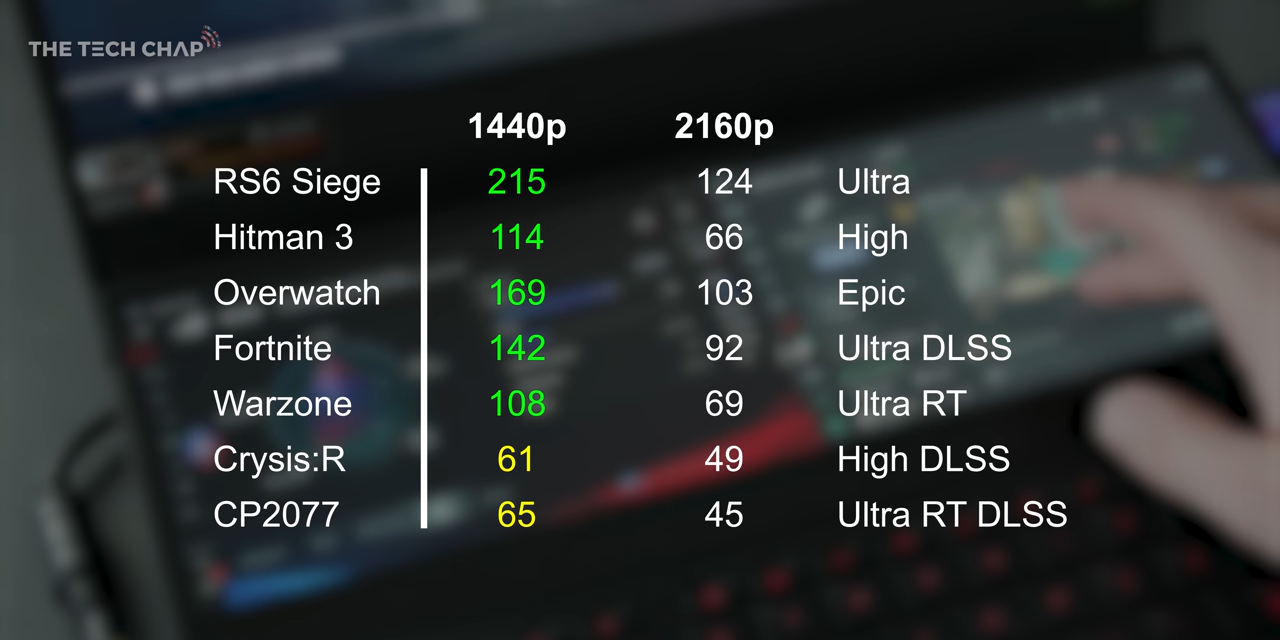 THE TECH CHAP
1440p 2160p
RS6 Siege 215 124 Ultra
Hitman 3 114 66 High
Overwatch 169 103 Epic
Fortnite 142 92 Ultra DLSS
Warzone 108 69 Ultra RT
Crysis:R 61 49 High DLSS
CP2077 65 45 Ultra RT DLSS